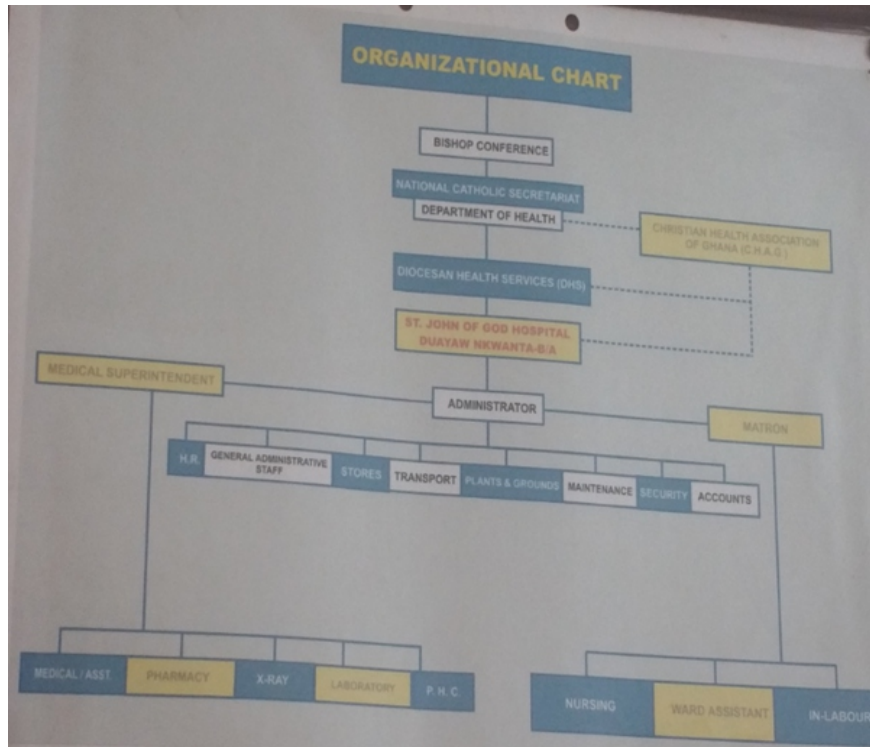 ORGANIZATIONAL CHART
BISHOP CONFERENCE
NATIONAL CATHOLIC SECRETARIAT
DEPARTMENT OF HEALTH
CHRISTIAN HEALTH ASSOCIATION
OF GHANA (C.H.A.G.)
DIOCESAN HEALTH SERVICES (DHS)
ST. JOHN OF GOD HOSPITAL
DUAYAW NKWANTA-B/A
MEDICAL SUPERINTENDENT
ADMINISTRATOR
MATRON
H.R.
GENERAL ADMINISTRATIVE
STAFF
STORES
TRANSPORT
PLANTS & GROUNDS
MAINTENANCE
SECURITY
ACCOUNTS
MEDICAL / ASST.
PHARMACY
X-RAY
LABORATORY
P. H. C.
NURSING
WARD ASSISTANT
IN-LABOUR